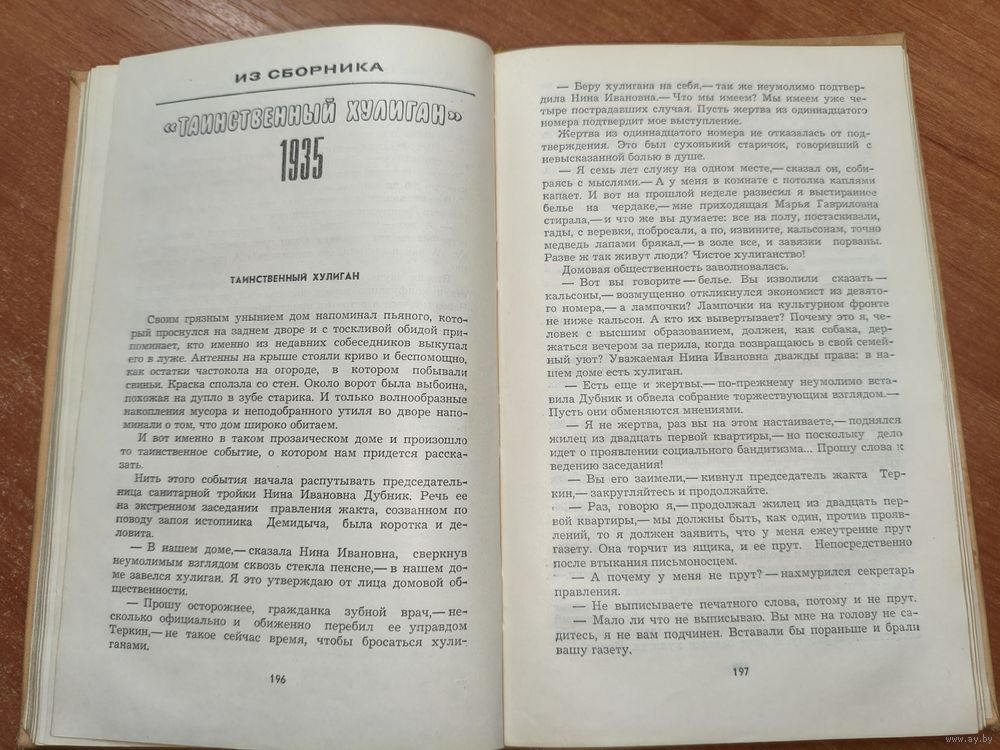 ИЗ СБОРНИКА
«ТАИНСТВЕННЫЙ ХУЛИГАН»
1935
ТАИНСТВЕННЫЙ ХУЛИГАН
Своим грязным унынием дом напоминал пьяного, кото-
рый проснулся на заднем дворе и с тоскливой обидой при-
поминает, кто именно из недавних собеседников выкупал
его в луже. Антенны на крыше стояли криво и беспомощно,
как остатки частокола на огороде, в котором побывали
свиньи. Краска сползла со стен. Около ворот была выбоина,
похожая на дупло в зубе старика. И только волнообразные
накопления мусора и неподобранного утиля во дворе напо-
минали о том, что дом широко обитаем.
И вот именно в таком прозаическом доме и произошло
то таинственное событие, о котором нам придется расска-
зать.
Нить этого события начала распутывать председатель-
ница санитарной тройки Нина Ивановна Дубник. Речь ее
на экстренном заседании правления жакта, созванном по
поводу запоя истопника Демидыча, была коротка и де-
ловита.
— В нашем доме,— сказала Нина Ивановна, сверкнув
неумолимым взглядом сквозь стекла пенсне,— в нашем до-
ме завелся хулиган. Я это утверждаю от лица домовой об-
щественности.
— Прошу осторожнее, гражданка зубной врач,— не-
сколько официально и обиженно перебил ее управдом
Теркин,— не такое сейчас время, чтобы бросаться хули-
ганами.
196
— Беру хулигана на себя,— так же неумолимо подтвер-
дила Нина Ивановна.— Что мы имеем? Мы имеем уже че-
тыре пострадавших случая. Пусть жертва из одиннадцатого
номера подтвердит мое выступление.
Жертва из одиннадцатого номера не отказалась от под-
тверждения. Это был сухонький старичок, говоривший с
невысказанной болью в душе.
— Я семь лет служу на одном месте,— сказал он, соби-
раясь с мыслями.— А у меня в комнате с потолка каплями
капает. И вот на прошлой неделе развесил я выстиранное
белье на чердаке,— мне приходящая Марья Гавриловна
стирала,— и что же вы думаете: все на полу, постаскивали,
гады, с веревки, побросали, а по, извините, кальсонам, точно
медведь лапами брякал,— в золе все, и завязки порваны.
Разве ж так живут люди? Чистое хулиганство!
Домовая общественность заволновалась.
— Вот вы говорите — белье. Вы изволили сказать —
кальсоны,— возмущенно откликнулся экономист из девято-
го номера,— а лампочки? Лампочки на культурном фронте
не ниже кальсон. А кто их вывертывает? Почему это я, че-
ловек с высшим образованием, должен, как собака, дер-
жаться вечером за перила, когда возвращаюсь в свой семей-
ный уют? Уважаемая Нина Ивановна дважды права: в на-
шем доме есть хулиган.
— Есть еще и жертвы.— по-прежнему неумолимо вста-
вила Дубник и обвела собрание торжествующим взглядом.—
Пусть они обменяются мнениями.
— Я не жертва, раз вы на этом настаиваете,— поднялся
жилец из двадцать первой квартиры,— но поскольку дело
идет о проявлении социального бандитизма... Прошу слова к
ведению заседания!
— Вы его заимели,— кивнул председатель жакта Тер-
кин,— закругляйтесь и продолжайте.
— Раз, говорю я,— продолжал жилец из двадцать пер-
вой квартиры,— мы должны быть, как один, против прояв-
лений, то я должен заявить, что у меня ежеутренне прут
газету. Она торчит из ящика, и ее прут. Непосредственно
после втыкания письмоносцем.
— А почему у меня не прут? — нахмурился секретарь
правления.
— Не выписываете печатного слова, потому и не прут.
— Мало ли что не выписываю. Вы мне на голову не са-
дитесь, я не вам подчинен. Вставали бы пораньше и брали
вашу газету.
197
www.ay.by